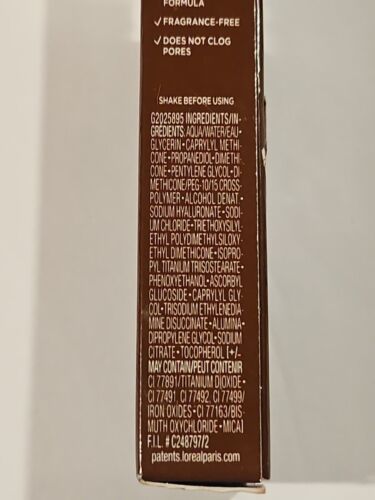 FORMULA
✓FRAGRANCE-FREE
✓DOES NOT CLOG
PORES
SHAKE BEFORE USING
G2025895 INGREDIENTS/IN-
GREDIENTS: AQUA/WATER/EAU•
GLYCERIN•CAPRYLYL METHI-
CONE•PROPANEDIOL•DIMETHI-
CONE•PENTYLENE GLYCOL•DI-
METHICONE/PEG-10/15 CROSS-
POLYMER•ALCOHOL DENAT.•
SODIUM HYALURONATE•SODI-
UM CHLORIDE•TRIETHOXYSILYL-
ETHYL POLYDIMETHYLSILOXY-
ETHYL DIMETHICONE•ISOPRO-
PYL TITANIUM TRIISOSTEARATE•
PHENOXYETHANOL•ASCORBYL
GLUCOSIDE•CAPRYLYL GLY-
COL•TRISODIUM ETHYLENEDIA-
MINE DISUCCINATE•ALUMINA•
DIPROPYLENE GLYCOL•SODIUM
CITRATE•TOCOPHEROL [+/-
MAY CONTAIN/PEUT CONTENIR
CI 77891/TITANIUM DIOXIDE•
CI 77491, CI 77492, CI 77499/
IRON OXIDES•CI 77163/BIS-
MUTH OXYCHLORIDE•MICA]
F.I.L. # C248797/2
patents.lorealparis.com